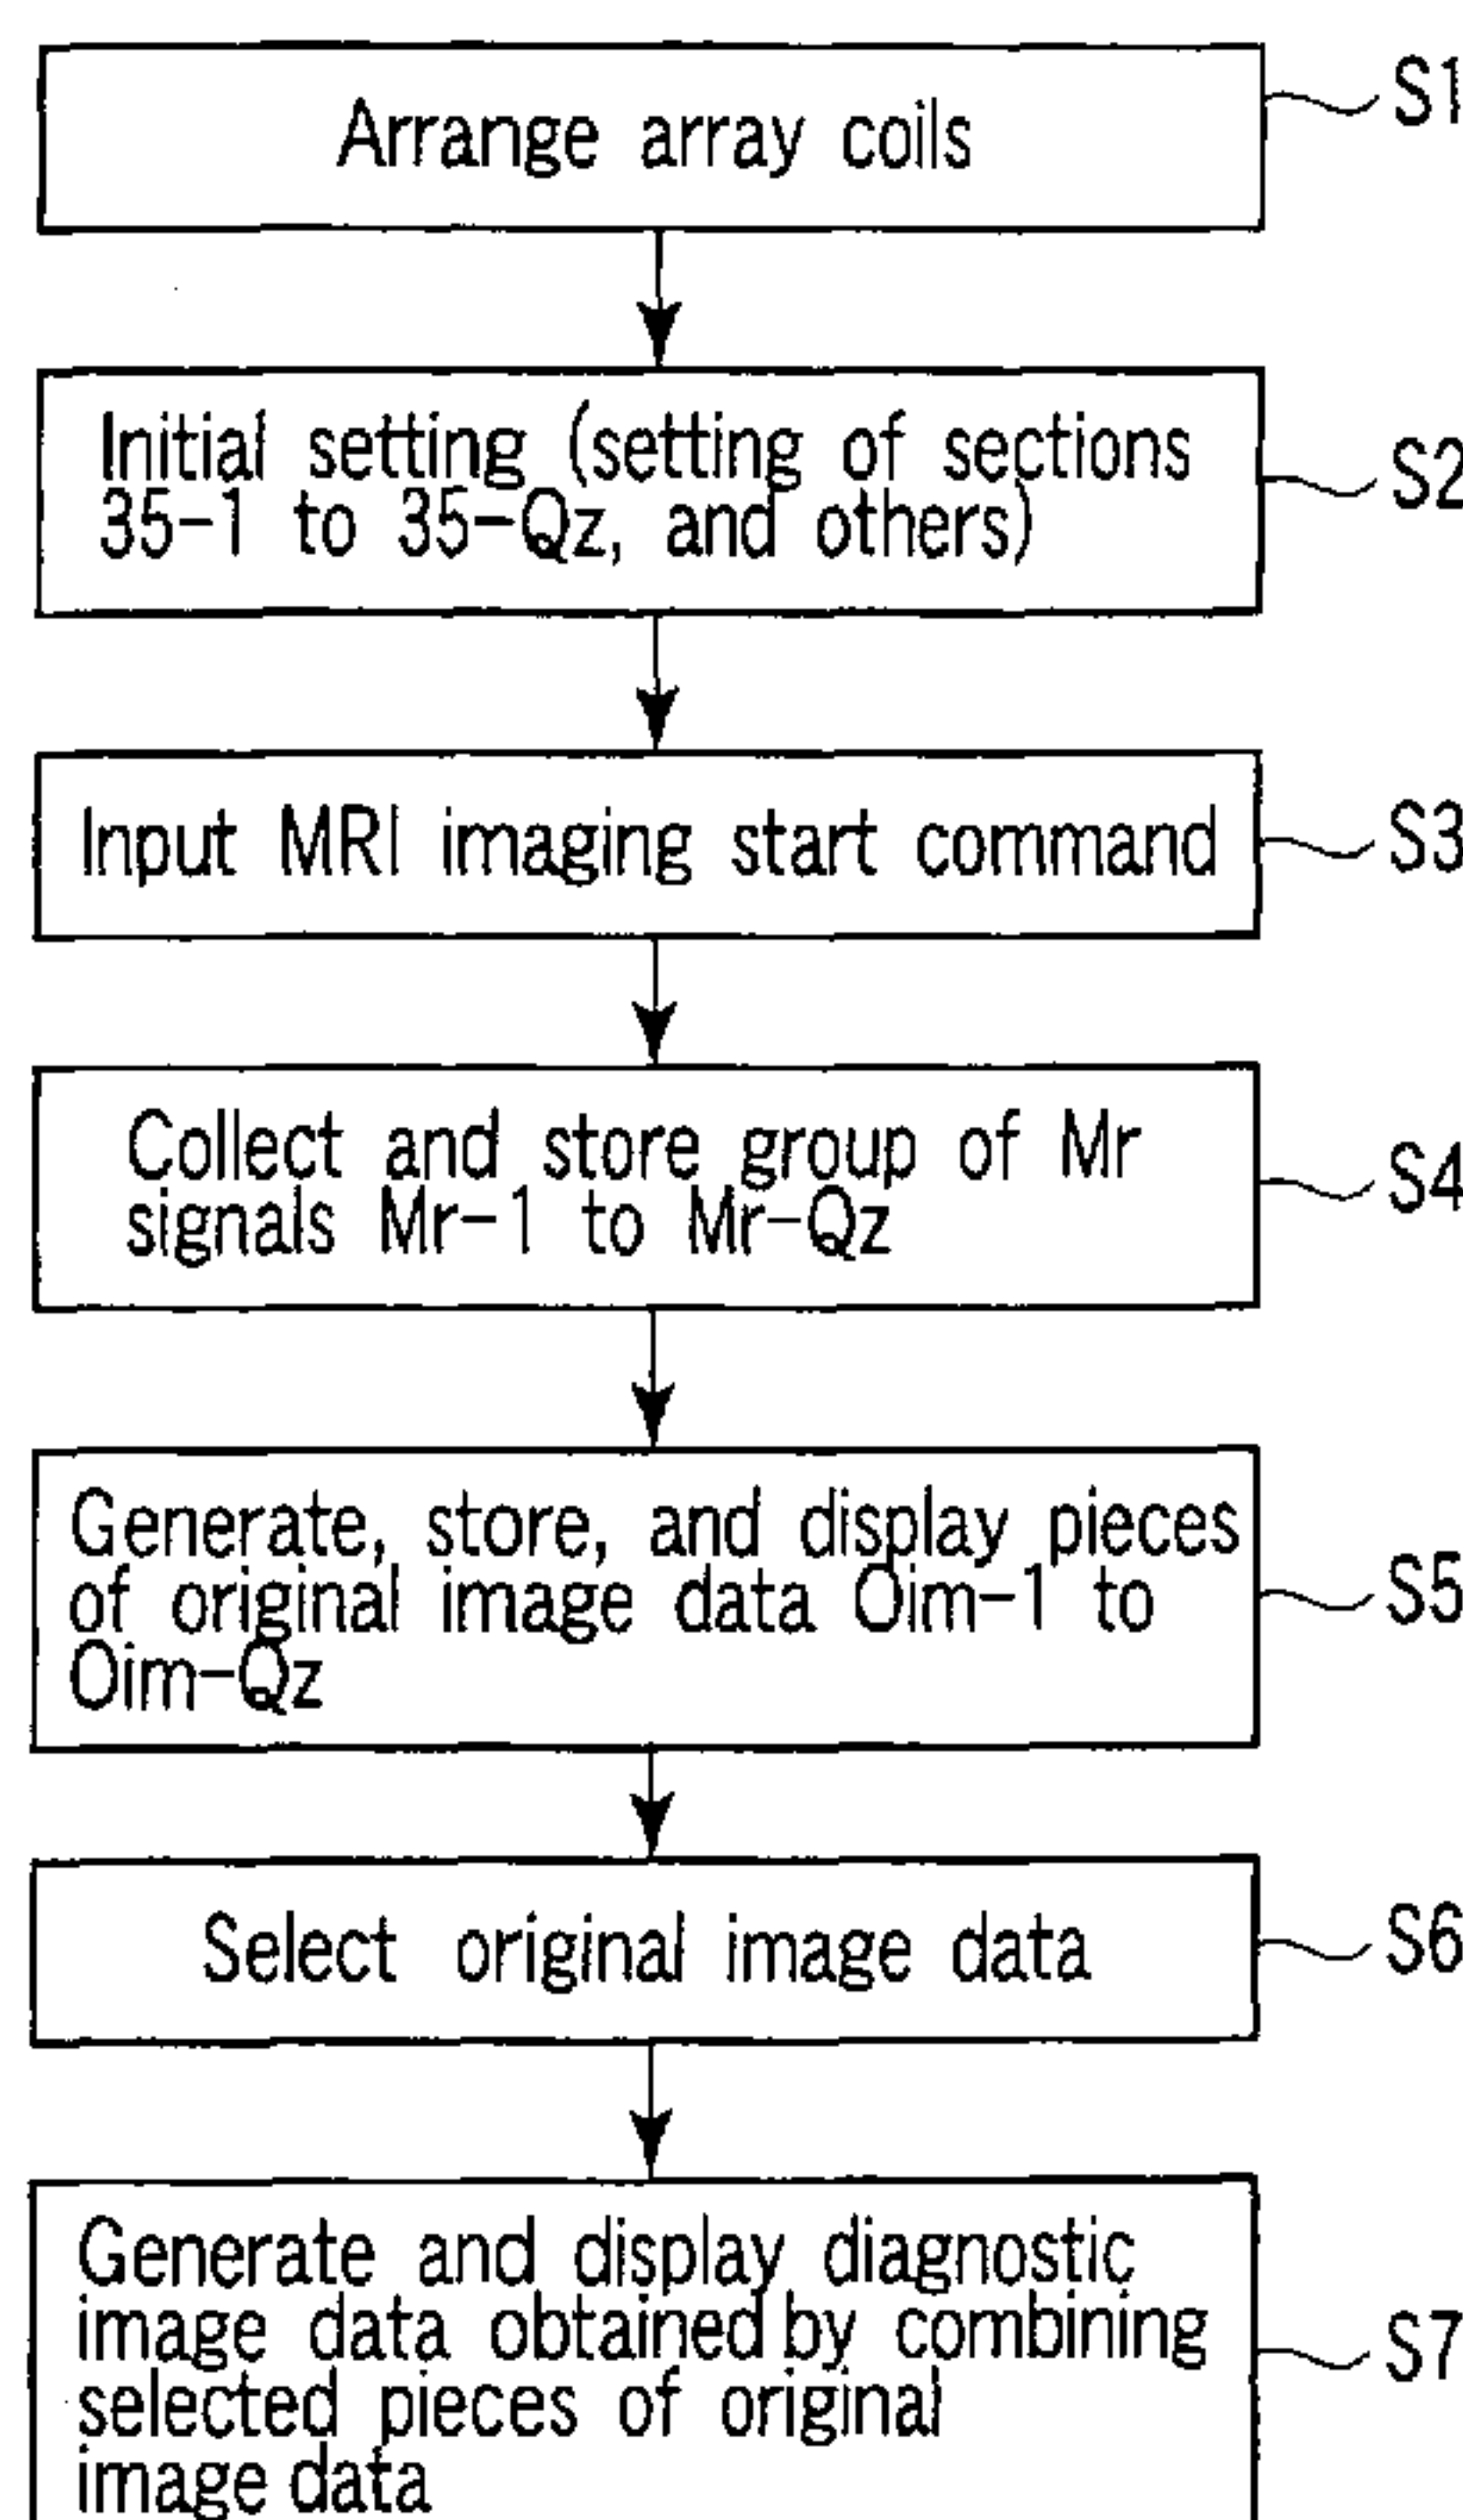 Arrange array coils
S1
Initial setting (setting of sections
35-1 to 35-Qz, and others)
S2
Input MRI imaging start command
S3
Collect and store group of Mr
signals Mr-1 to Mr-Qz
S4
Generate, store, and display pieces
of original image data Oim-1 to
Oim-Qz
S5
Select original image data
S6
Generate and display diagnostic
image data obtained by combining
selected pieces of original
image data
S7